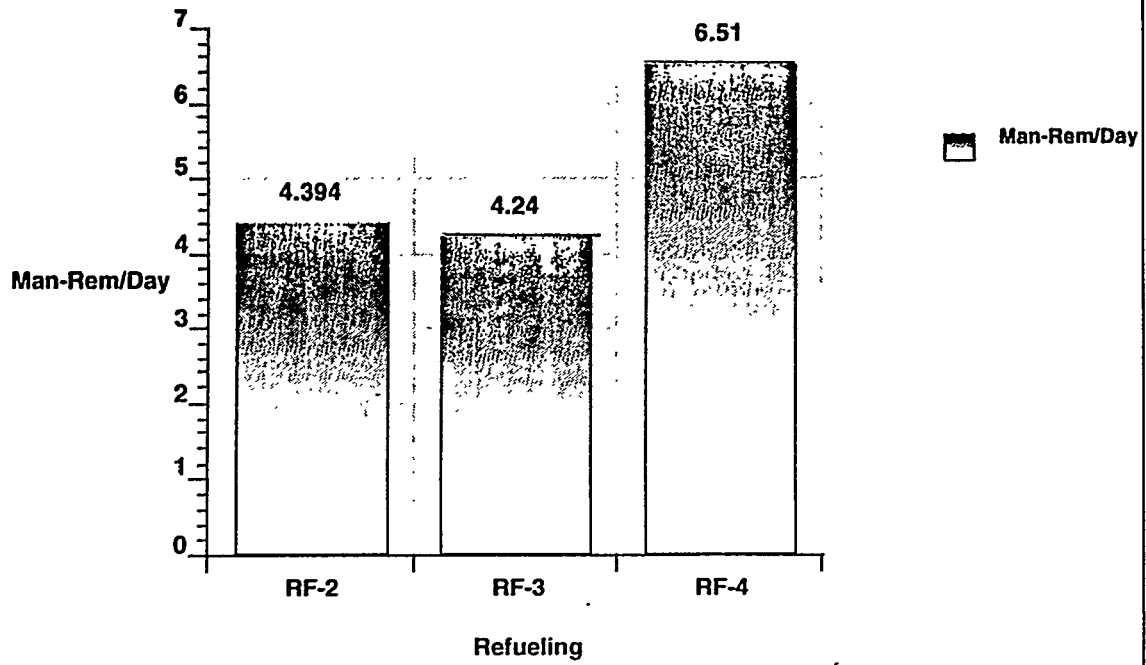 7
6
5
4
3
2
1
0
Man-Rem/Day
4.394
4.24
6.51
RF-2
RF-3
RF-4
Refueling
Man-Rem/Day